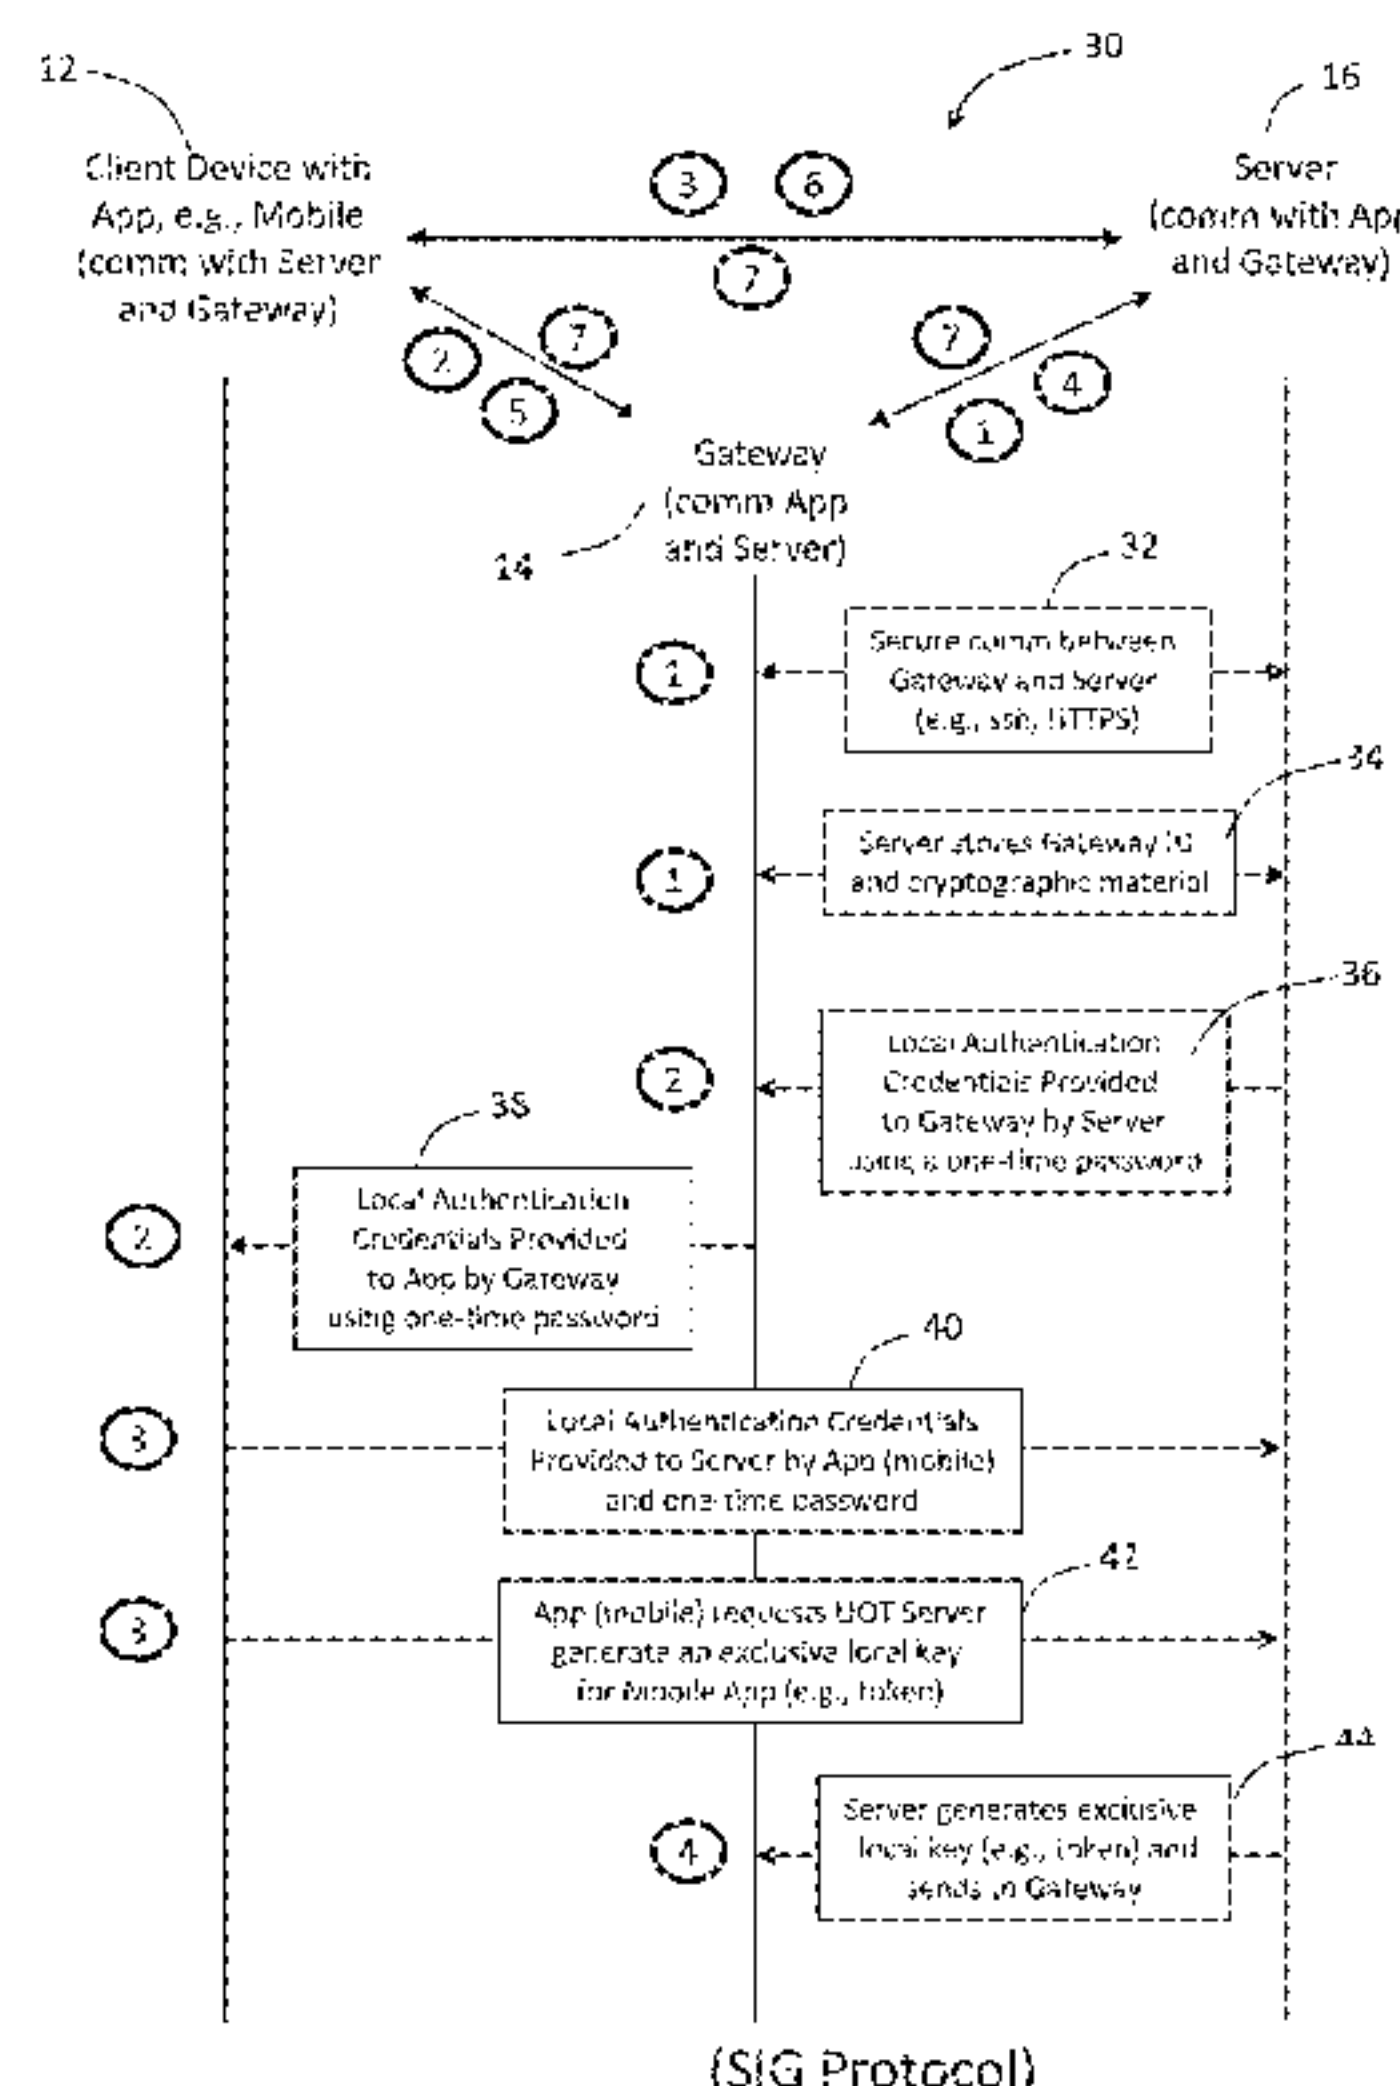 30
12
16
Client Device with
App, e.g., Mobile
(comm with Server
and Gateway)
3
6
7
Server
(comm with App
and Gateway)
2
5
7
7
4
1
Gateway
(comm App
and Server)
14
32
1
Secure comm between
Gateway and Server
(e.g., ssh, HTTPS)
34
1
Server stores Gateway ID
and cryptographic material
36
2
Local Authentication
Credentials Provided
to Gateway by Server
using a one-time password
38
2
Local Authentication
Credentials Provided
to App by Gateway
using one-time password
40
3
Local Authentication Credentials
Provided to Server by App (mobile)
and one-time password
42
3
App (mobile) requests UOT Server
generate an exclusive local key
for Mobile App (e.g., token)
44
4
Server generates exclusive
local key (e.g., token) and
sends to Gateway
(SIG Protocol)